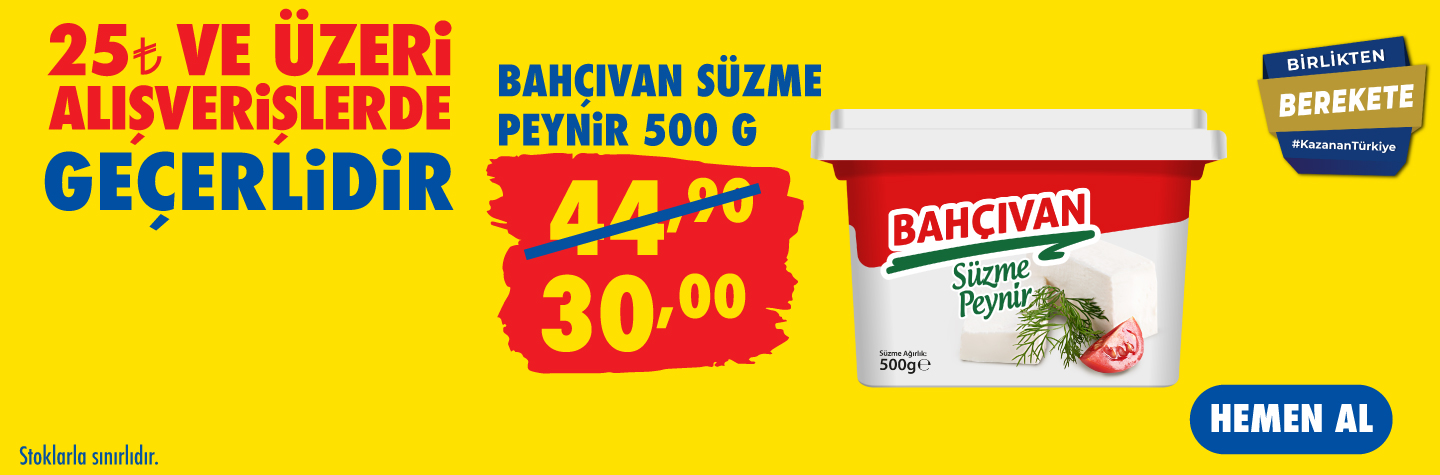 25₺ VE ÜZERİ
ALIŞVERİŞLERDE
GEÇERLİDİR
BAHÇIVAN SÜZME
PEYNİR 500 G
44,90
30,00
BAHÇIVAN
Süzme
Peynir
Süzme Ağırlık:
500g℮
BİRLİKTEN
BEREKETE
#KazananTürkiye
HEMEN AL
Stoklarla sınırlıdır.